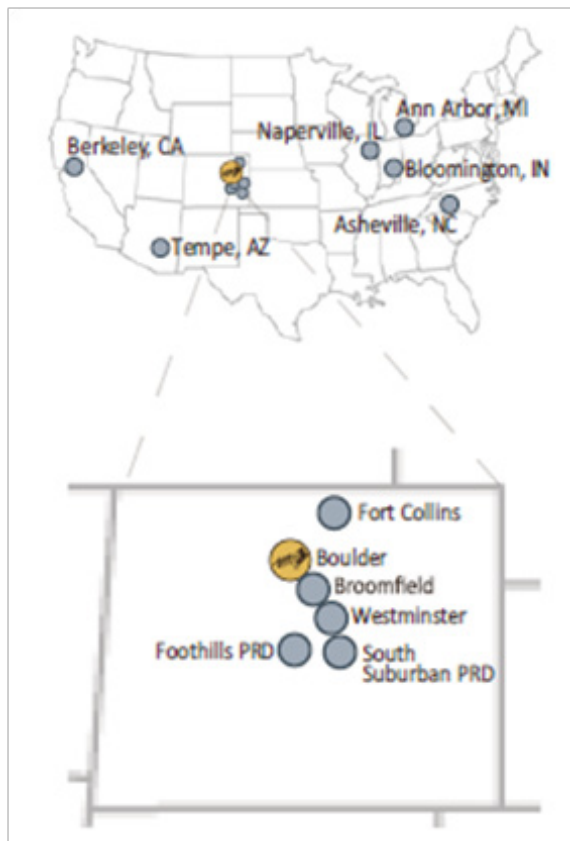 Ann Arbor, MI
Naperville, IL
Berkeley, CA
Bloomington, IN
Asheville, NC
Tempe, AZ
Fort Collins
Boulder
Broomfield
Westminster
Foothills PRD
South
Suburban PRD